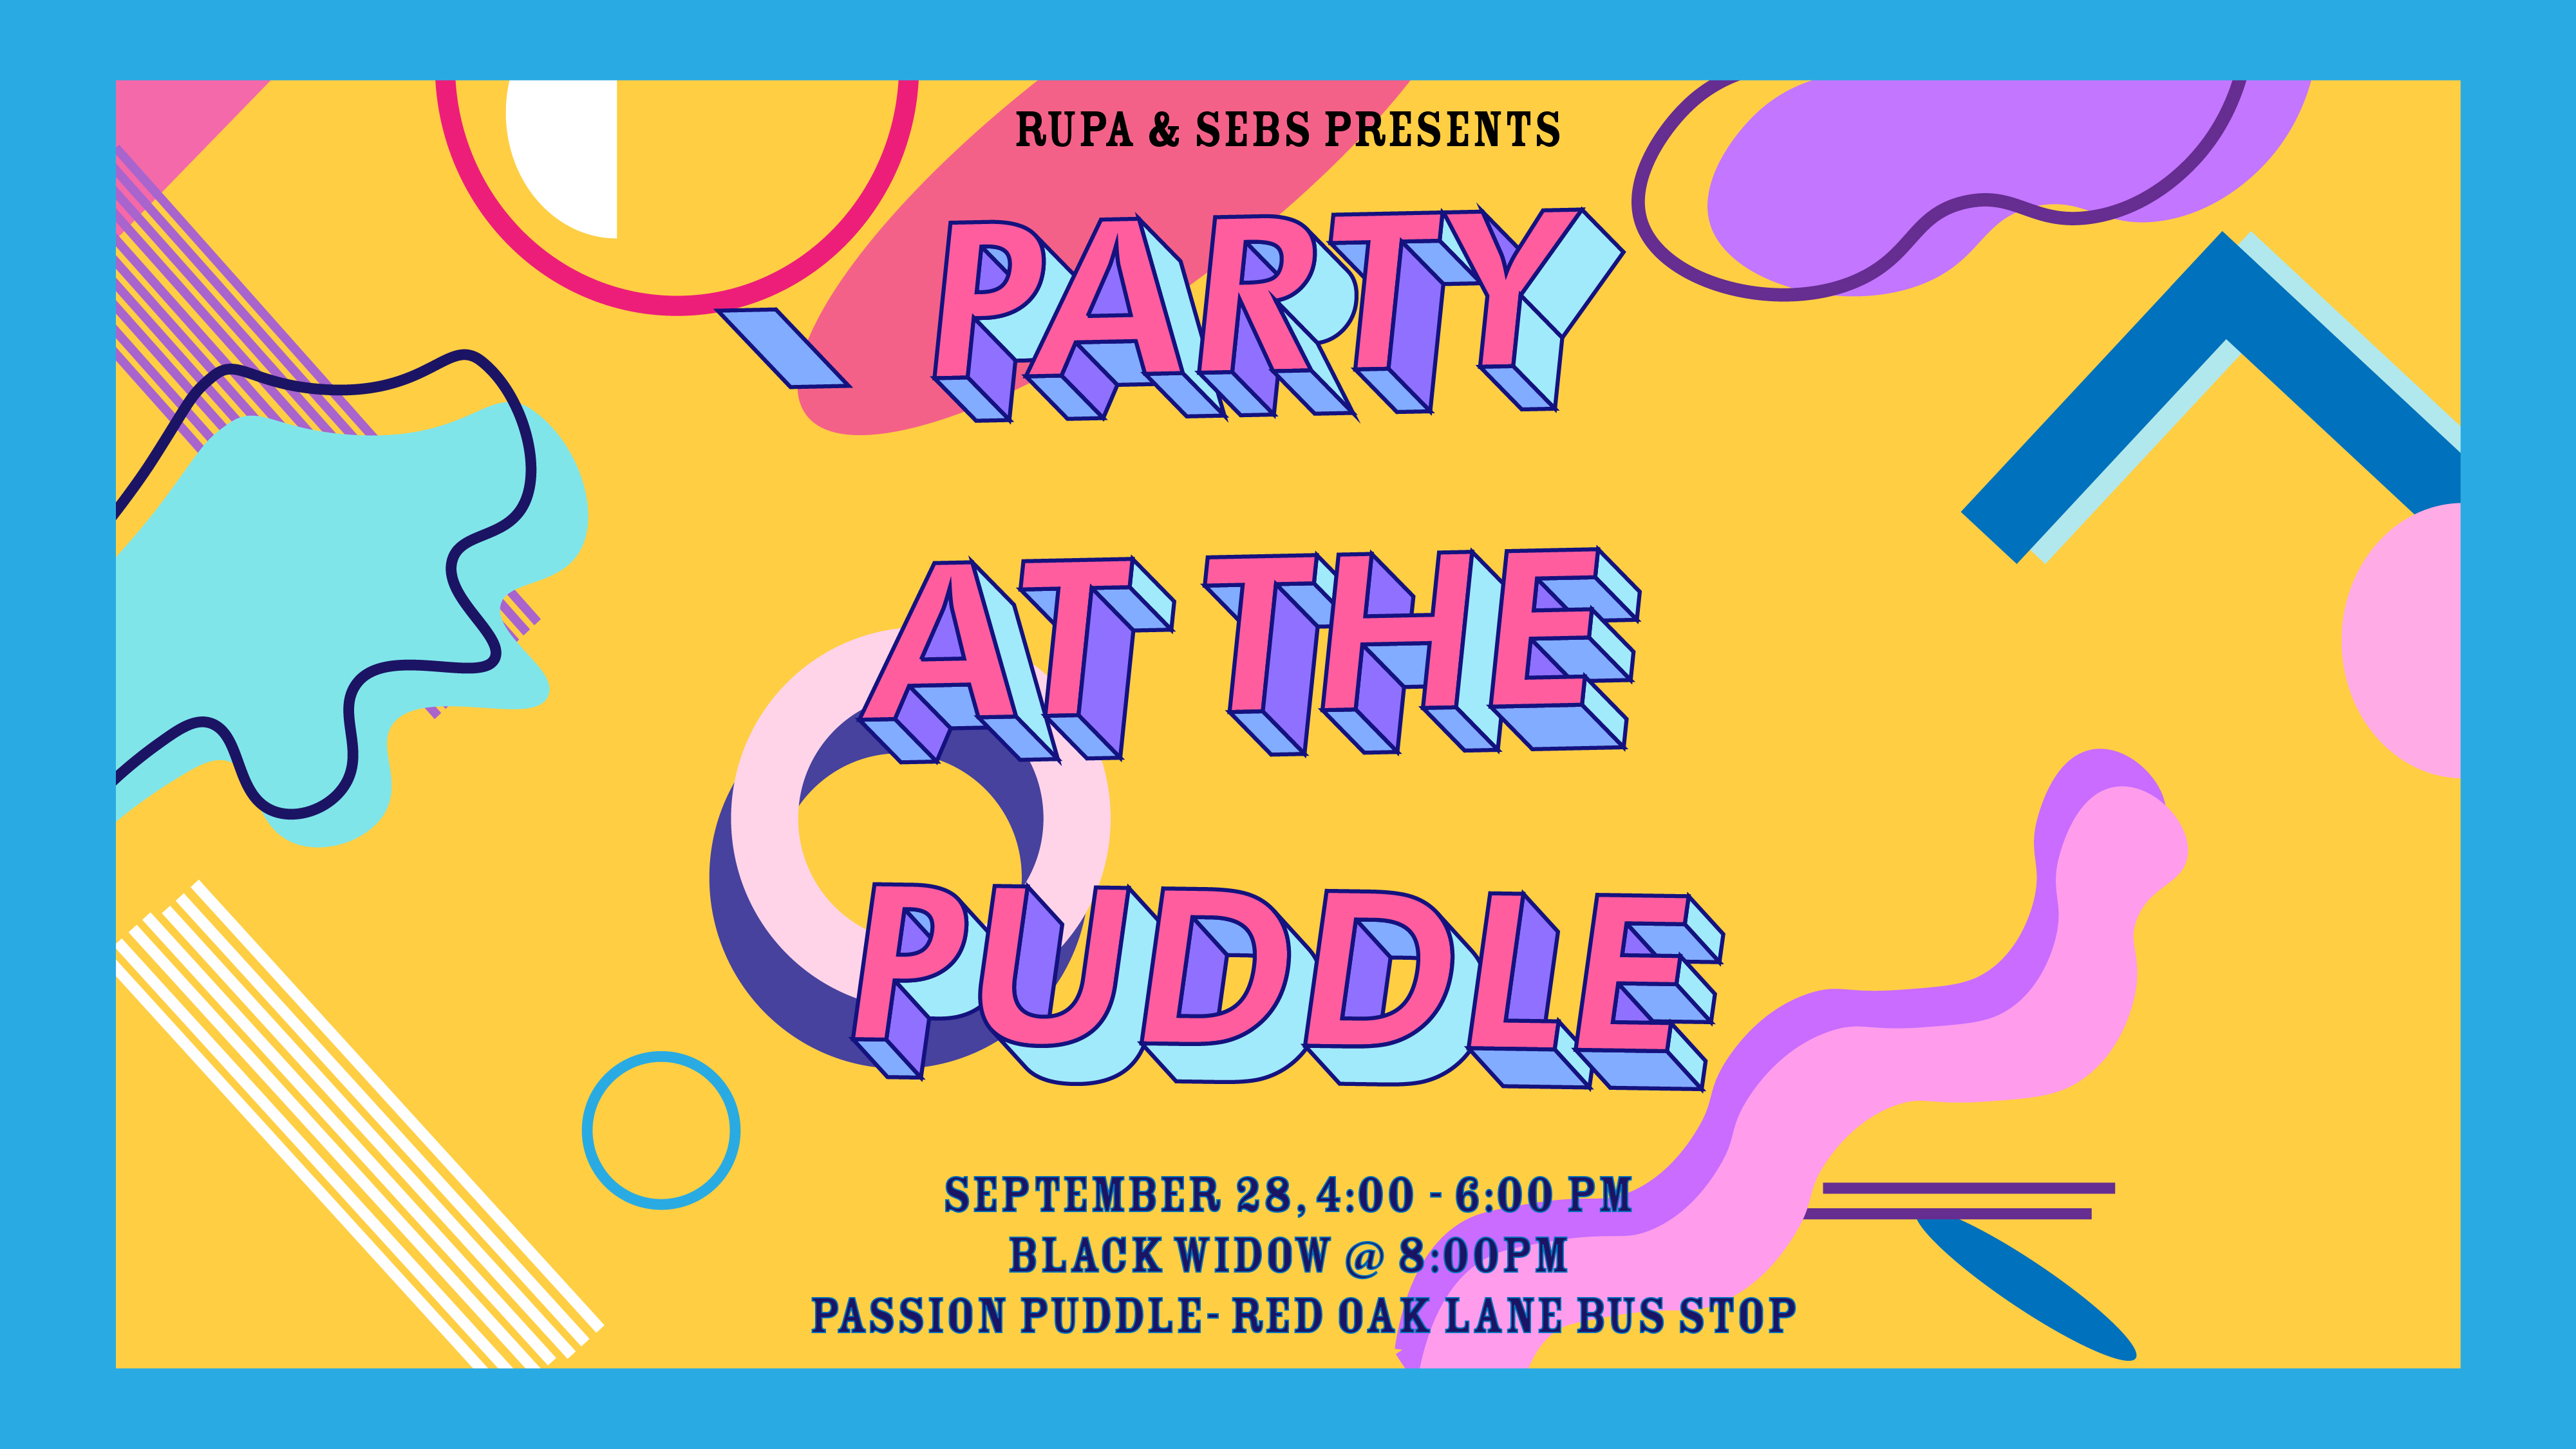 RUPA & SEBS PRESENTS
PARTY
AT THE
PUDDLE
SEPTEMBER 28, 4:00 - 6:00 PM
BLACK WIDOW @ 8:00PM
PASSION PUDDLE- RED OAK LANE BUS STOP